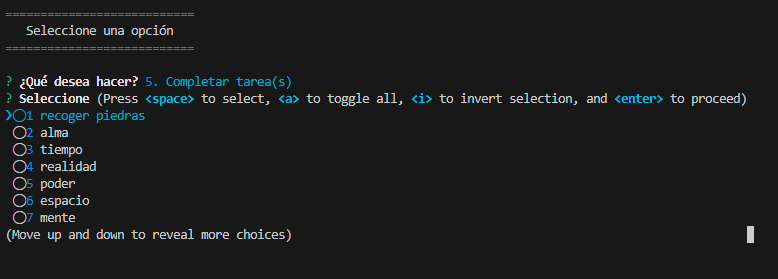 ===========================
Seleccione una opción
===========================
? ¿Qué desea hacer? 5. Completar tarea(s)
? Seleccione (Press <space> to select, <a> to toggle all, <i> to invert selection, and <enter> to proceed)
❯◯1 recoger piedras
◯2 alma
◯3 tiempo
◯4 realidad
◯5 poder
◯6 espacio
◯7 mente
(Move up and down to reveal more choices)